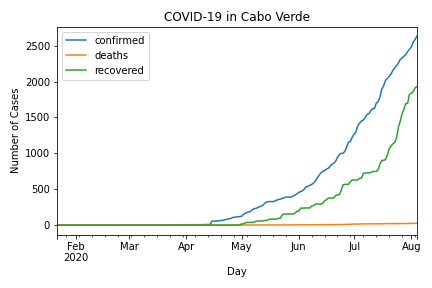 COVID-19 in Cabo Verde
confirmed
deaths
recovered
Number of Cases
2500
2000
1500
1000
500
0
Feb Mar Apr May Jun Jul Aug
2020
Day